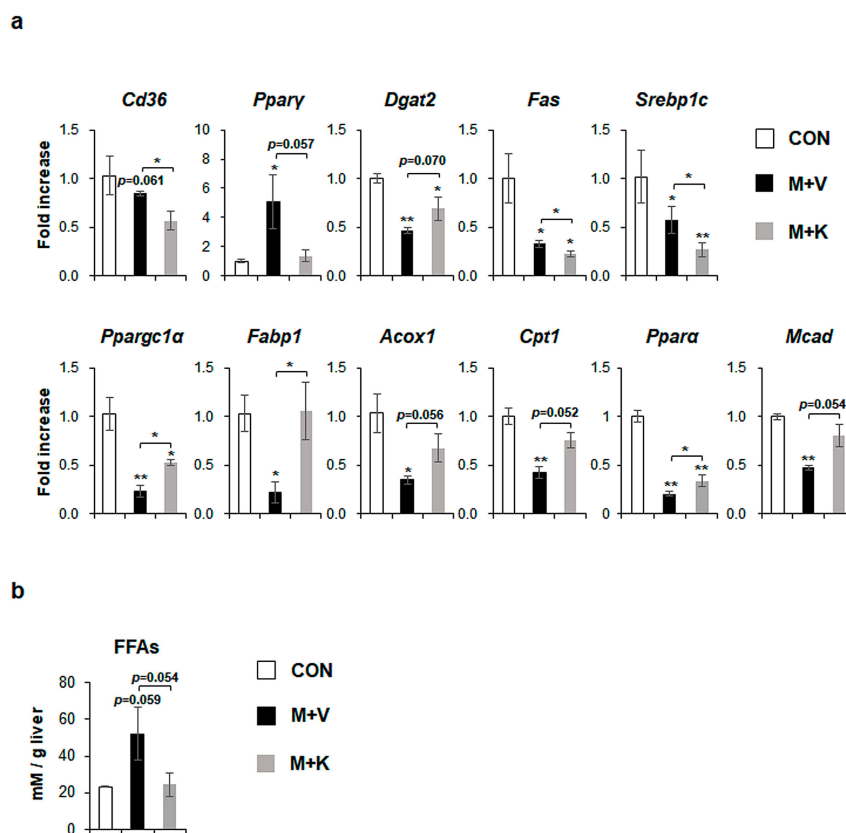 a
Cd36 Pparγ Dgat2 Fas Srebp1c
Fold increase
1.5 1.0 0.5 0.0
p=0.061 *
10 8 6 4 2 0
* p=0.057
1.5 1.0 0.5 0.0
** p=0.070 *
1.5 1.0 0.5 0.0
* * *
1.5 1.0 0.5 0.0
* * **
CON
M+V
M+K
Ppargc1α Fabp1 Acox1 Cpt1 Pparα Mcad
Fold increase
1.5 1.0 0.5 0.0
** * *
1.5 1.0 0.5 0.0
* *
1.5 1.0 0.5 0.0
* p=0.056
1.5 1.0 0.5 0.0
** p=0.052
1.5 1.0 0.5 0
** * **
1.5 1.0 0.5 0.0
** p=0.054
b
FFAs
mM / g liver
80 60 40 20 0
p=0.054
p=0.059
CON
M+V
M+K